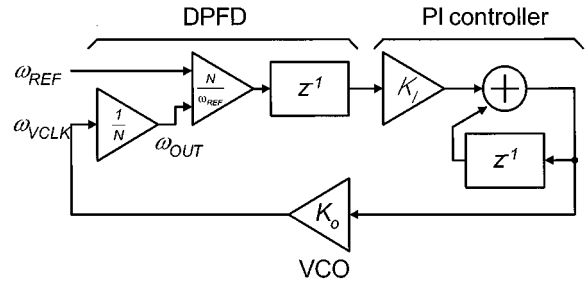 DPFD
PI controller
ω_REF
N
ω_REF
z⁻¹
K_I
+
ω_VCLK
1
N
ω_OUT
z⁻¹
K_o
VCO